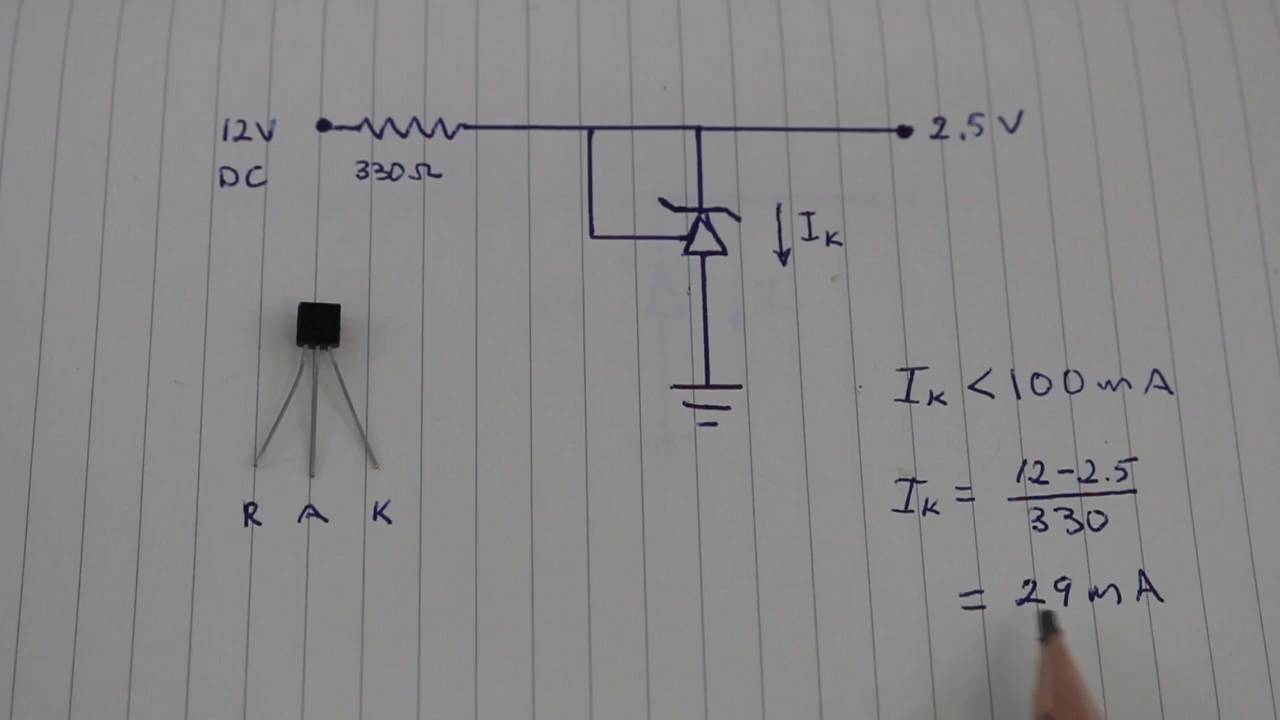 12V
DC
330Ω
2.5 V
↓ IK
R A K
IK < 100 mA
IK = 12-2.5
330
= 29 mA